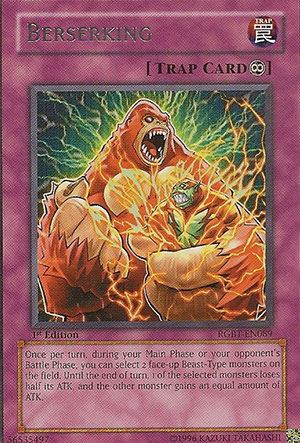 BERSERKING
TRAP
罠
[TRAP CARD]
1st Edition
RGBT-EN089
Once per turn, during your Main Phase or your opponent's
Battle Phase, you can select 2 face-up Beast-Type monsters on
the field. Until the end of turn, 1 of the selected monsters loses
half its ATK, and the other monster gains an equal amount of
ATK.
56535497
©1996 KAZUKI TAKAHASHI